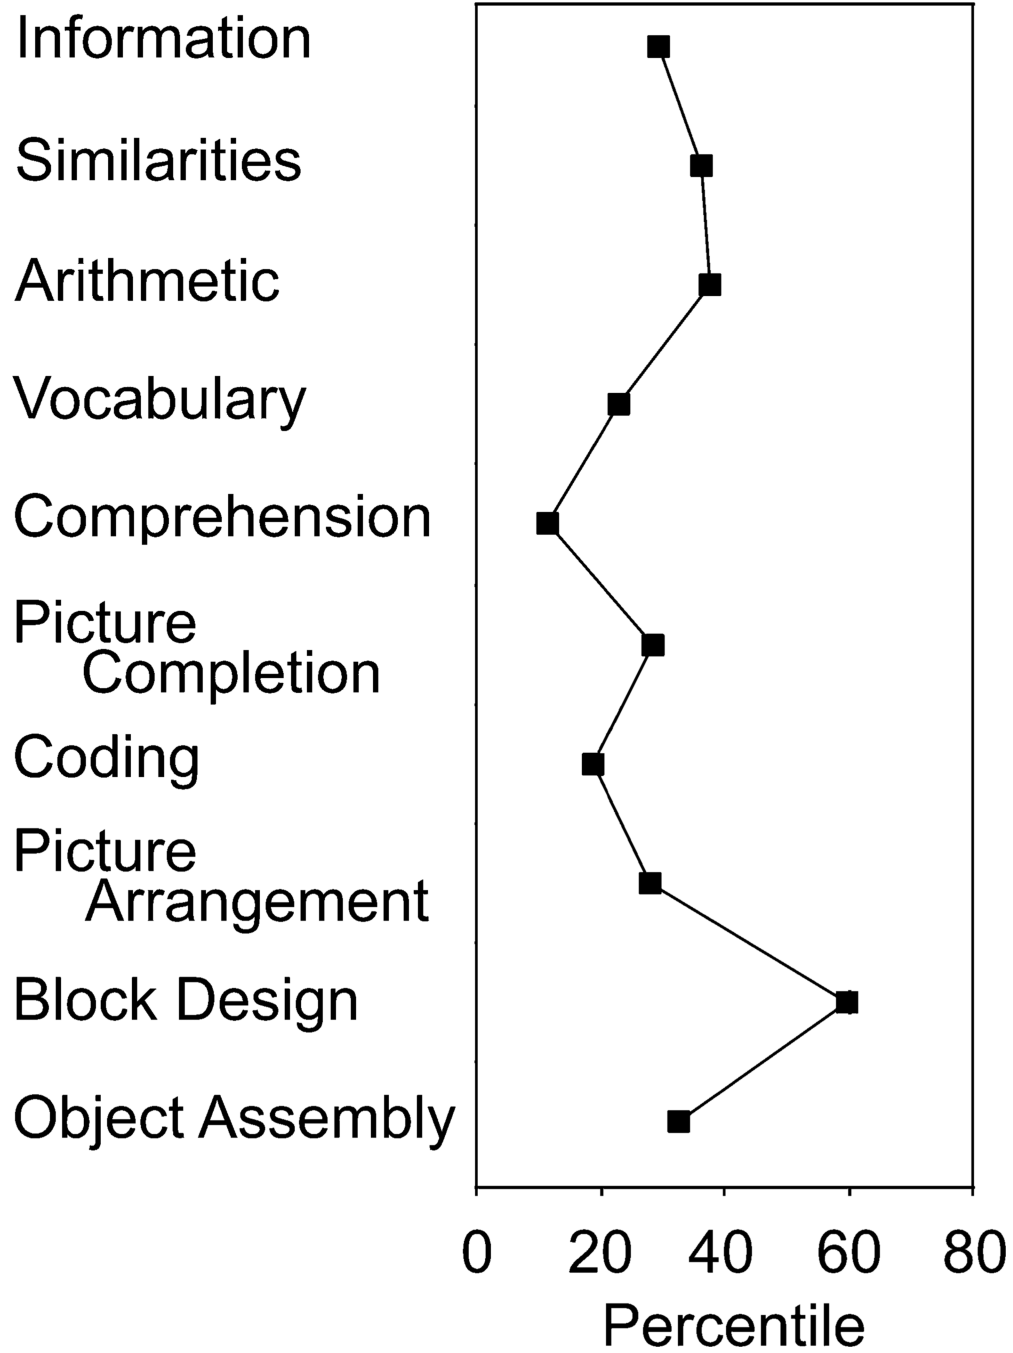 Information
Similarities
Arithmetic
Vocabulary
Comprehension
Picture
Completion
Coding
Picture
Arrangement
Block Design
Object Assembly
0 20 40 60 80
Percentile